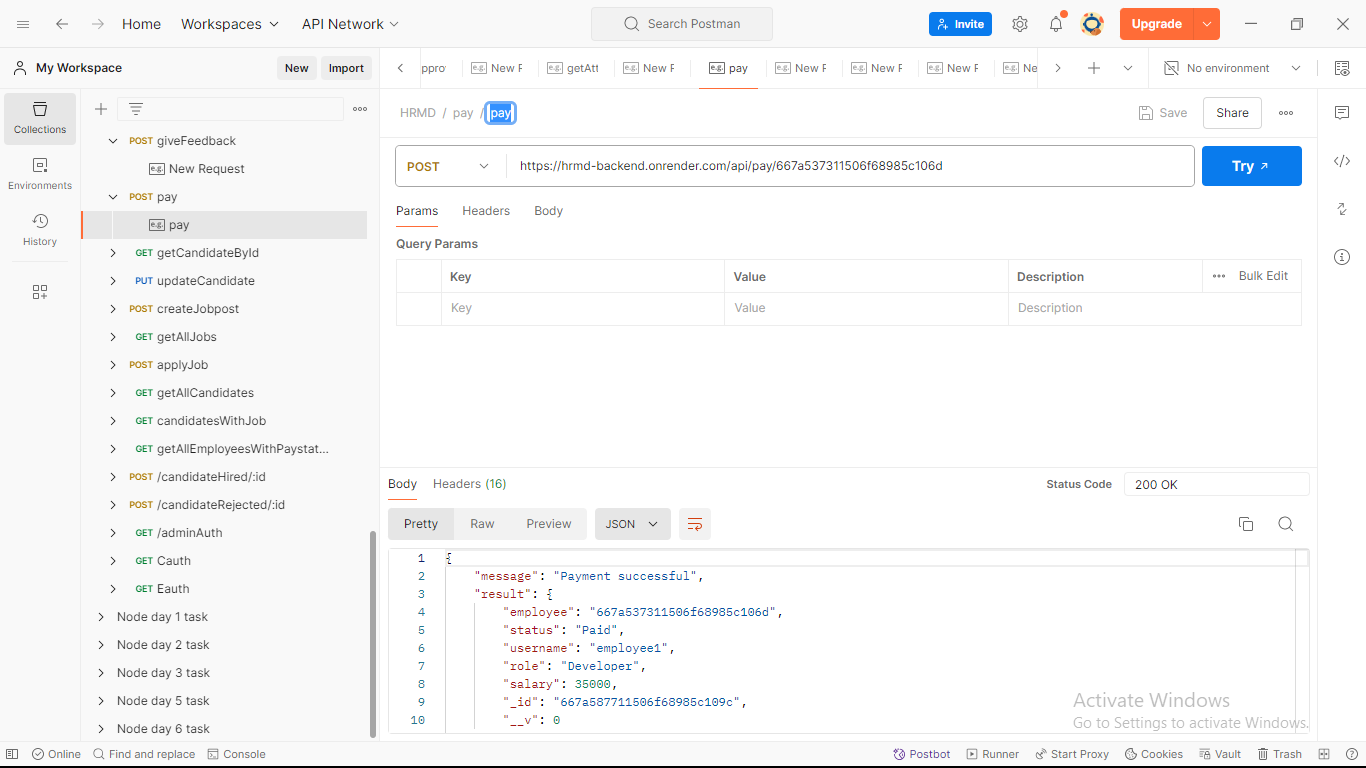 Home Workspaces API Network Search Postman Invite Upgrade
My Workspace New Import
ppro e.g. New F e.g. getAtt e.g. New F e.g. pay e.g. New F e.g. New F e.g. New F e.g. Ne No environment
Collections
Environments
History
POST giveFeedback
e.g. New Request
POST pay
e.g. pay
GET getCandidateById
PUT updateCandidate
POST createJobpost
GET getAllJobs
POST applyJob
GET getAllCandidates
GET candidatesWithJob
GET getAllEmployeesWithPaystat...
POST /candidateHired/:id
POST /candidateRejected/:id
GET /adminAuth
GET Cauth
GET Eauth
Node day 1 task
Node day 2 task
Node day 3 task
Node day 5 task
Node day 6 task
HRMD / pay / pay Save Share
POST https://hrmd-backend.onrender.com/api/pay/667a537311506f68985c106d Try
Params Headers Body
Query Params
Key Value Description Bulk Edit
Key Value Description
Body Headers (16) Status Code 200 OK
Pretty Raw Preview JSON
1 {
2 "message": "Payment successful",
3 "result": {
4 "employee": "667a537311506f68985c106d",
5 "status": "Paid",
6 "username": "employee1",
7 "role": "Developer",
8 "salary": 35000,
9 "_id": "667a587711506f68985c109c",
10 "__v": 0
Activate Windows
Go to Settings to activate Windows.
Online Find and replace Console Postbot Runner Start Proxy Cookies Vault Trash